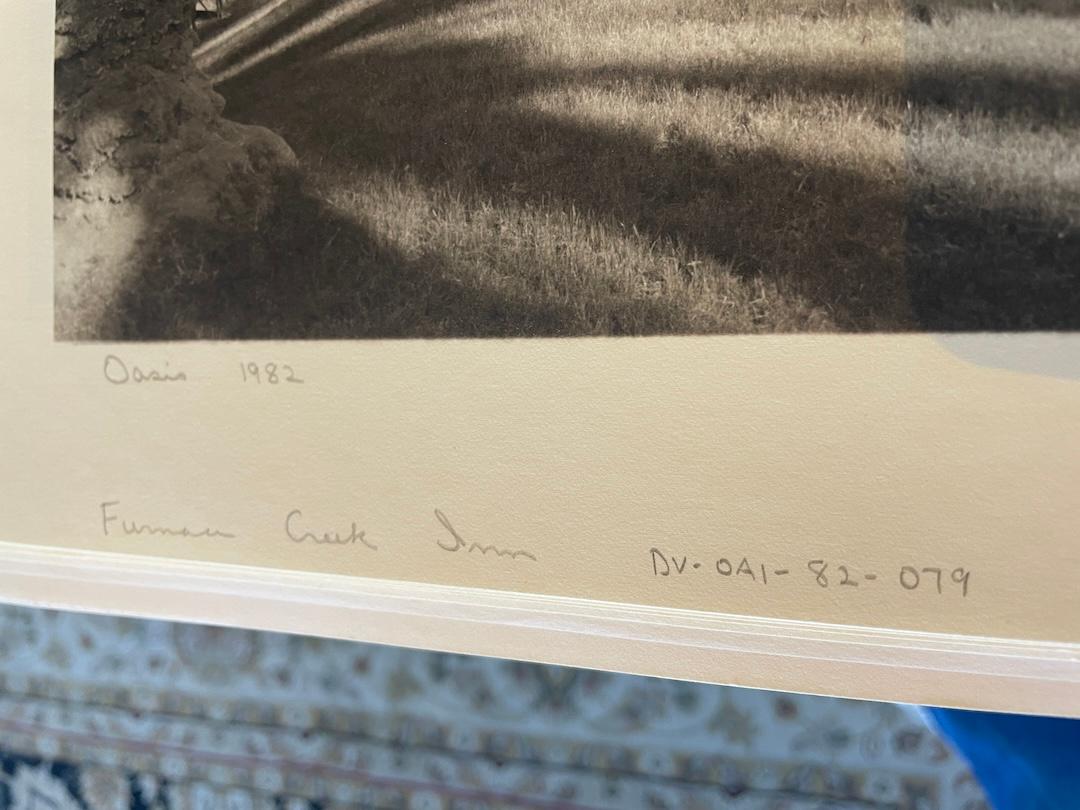 Oasis 1982
Furnace Creek Inn DV-OA1-82-079